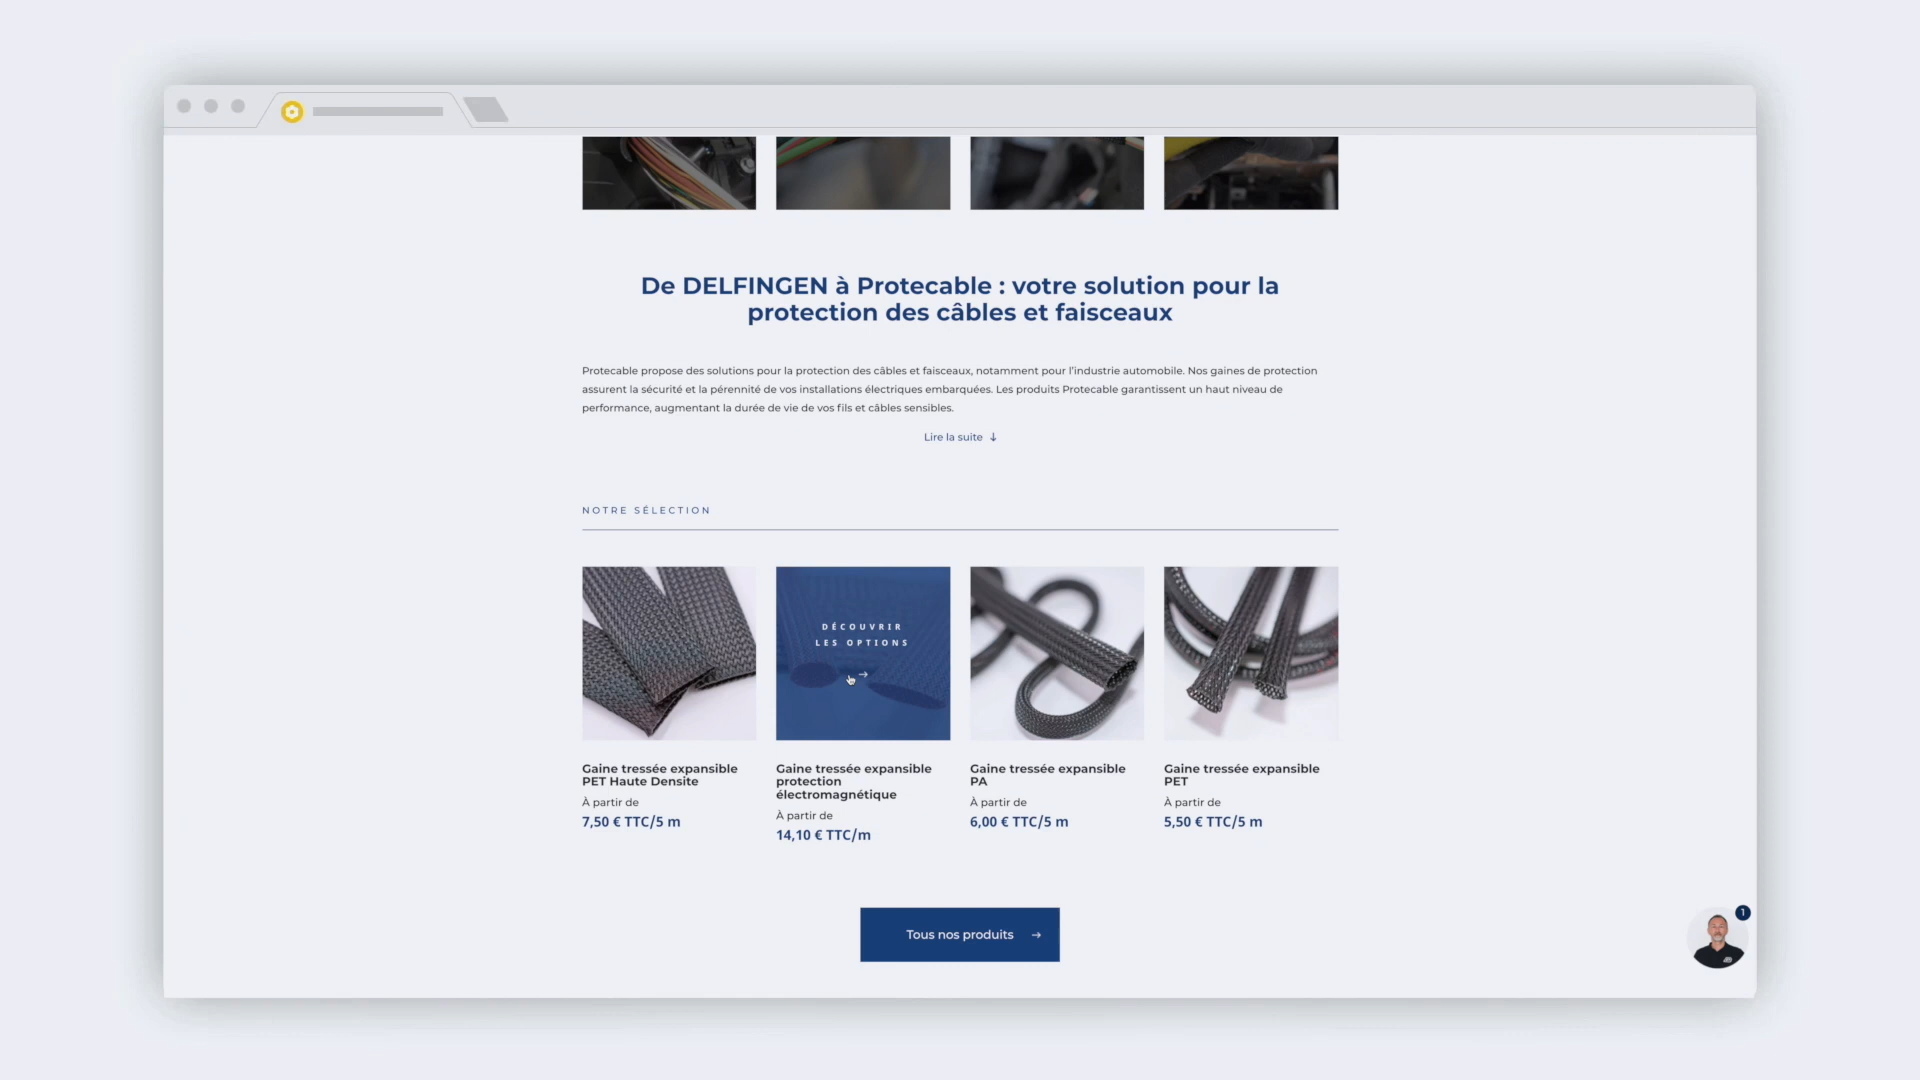 De DELFINGEN à Protecable : votre solution pour la
protection des câbles et faisceaux
Protecable propose des solutions pour la protection des câbles et faisceaux, notamment pour l'industrie automobile. Nos gaines de protection
assurent la sécurité et la pérennité de vos installations électriques embarquées. Les produits Protecable garantissent un haut niveau de
performance, augmentant la durée de vie de vos fils et câbles sensibles.
Lire la suite ↓
NOTRE SÉLECTION
DÉCOUVRIR
LES OPTIONS
→
Gaine tressée expansible
PET Haute Densite
À partir de
7,50 € TTC/5 m
Gaine tressée expansible
protection
électromagnétique
À partir de
14,10 € TTC/m
Gaine tressée expansible
PA
À partir de
6,00 € TTC/5 m
Gaine tressée expansible
PET
À partir de
5,50 € TTC/5 m
Tous nos produits →
1